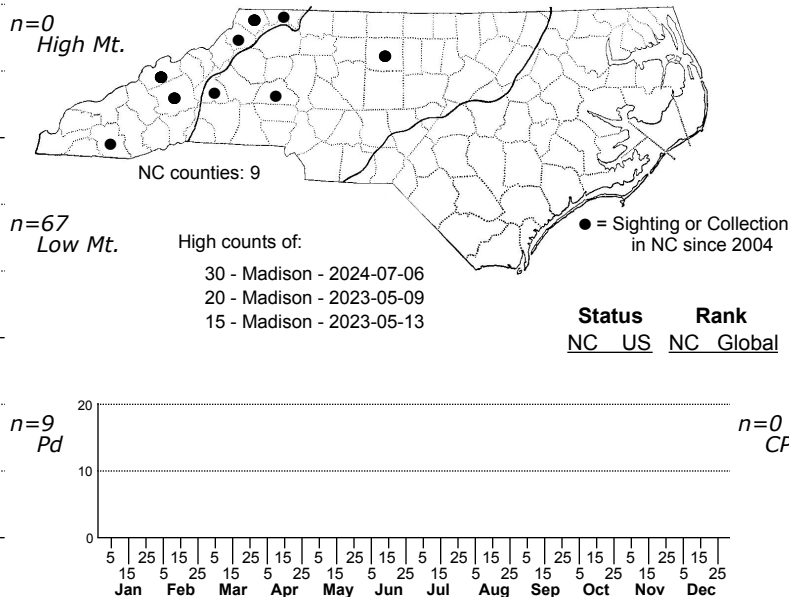 n=0
High Mt.
NC counties: 9
n=67
Low Mt.
● = Sighting or Collection
in NC since 2004
High counts of:
30 - Madison - 2024-07-06
20 - Madison - 2023-05-09
15 - Madison - 2023-05-13
Status Rank
NC US NC Global
n=9
Pd
n=0
CP
20
10
0
5 25 15 5 25 15 5 25 15 5 25 15 5 25 15 5 25 15
15 5 25 15 5 25 15 5 25 15 5 25 15 5 25 15 5 25
Jan Feb Mar Apr May Jun Jul Aug Sep Oct Nov Dec